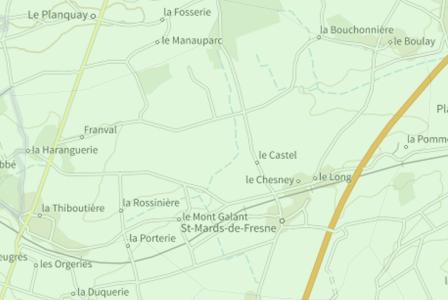 la Fosserie
Le Planquay
la Bouchonnière
le Manauparc
le Boulay
Franval
la Pomme
la Haranguerie
le Castel
le Chesney
le Long
la Rossinière
la Thiboutière
le Mont Galant
St-Mards-de-Fresne
la Porterie
les Orgeries
la Duquerie